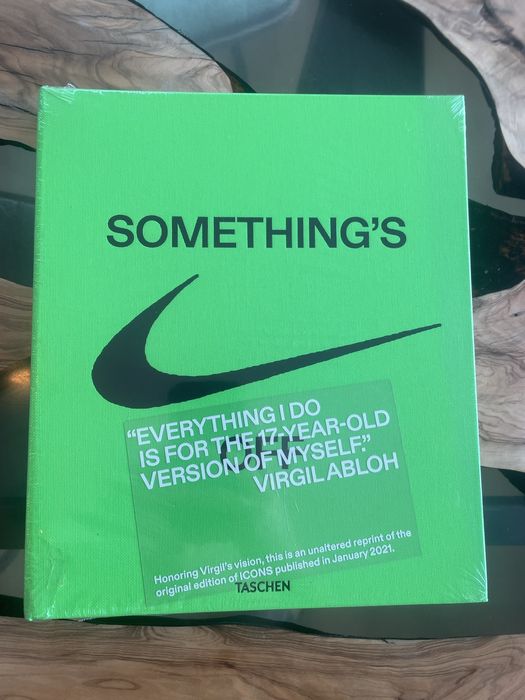 SOMETHING'S
OFF
“EVERYTHING I DO
IS FOR THE 17-YEAR-OLD
VERSION OF MYSELF.”
VIRGIL ABLOH
Honoring Virgil's vision, this is an unaltered reprint of the
original edition of ICONS published in January 2021.
TASCHEN